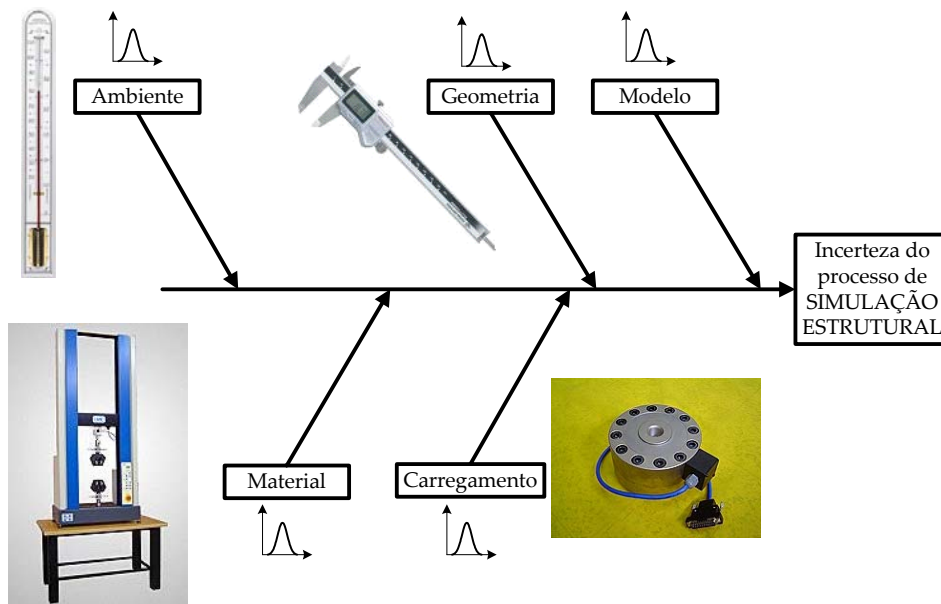 Ambiente
Geometria
Modelo
Incerteza do
processo de
SIMULAÇÃO
ESTRUTURAL
Material
Carregamento